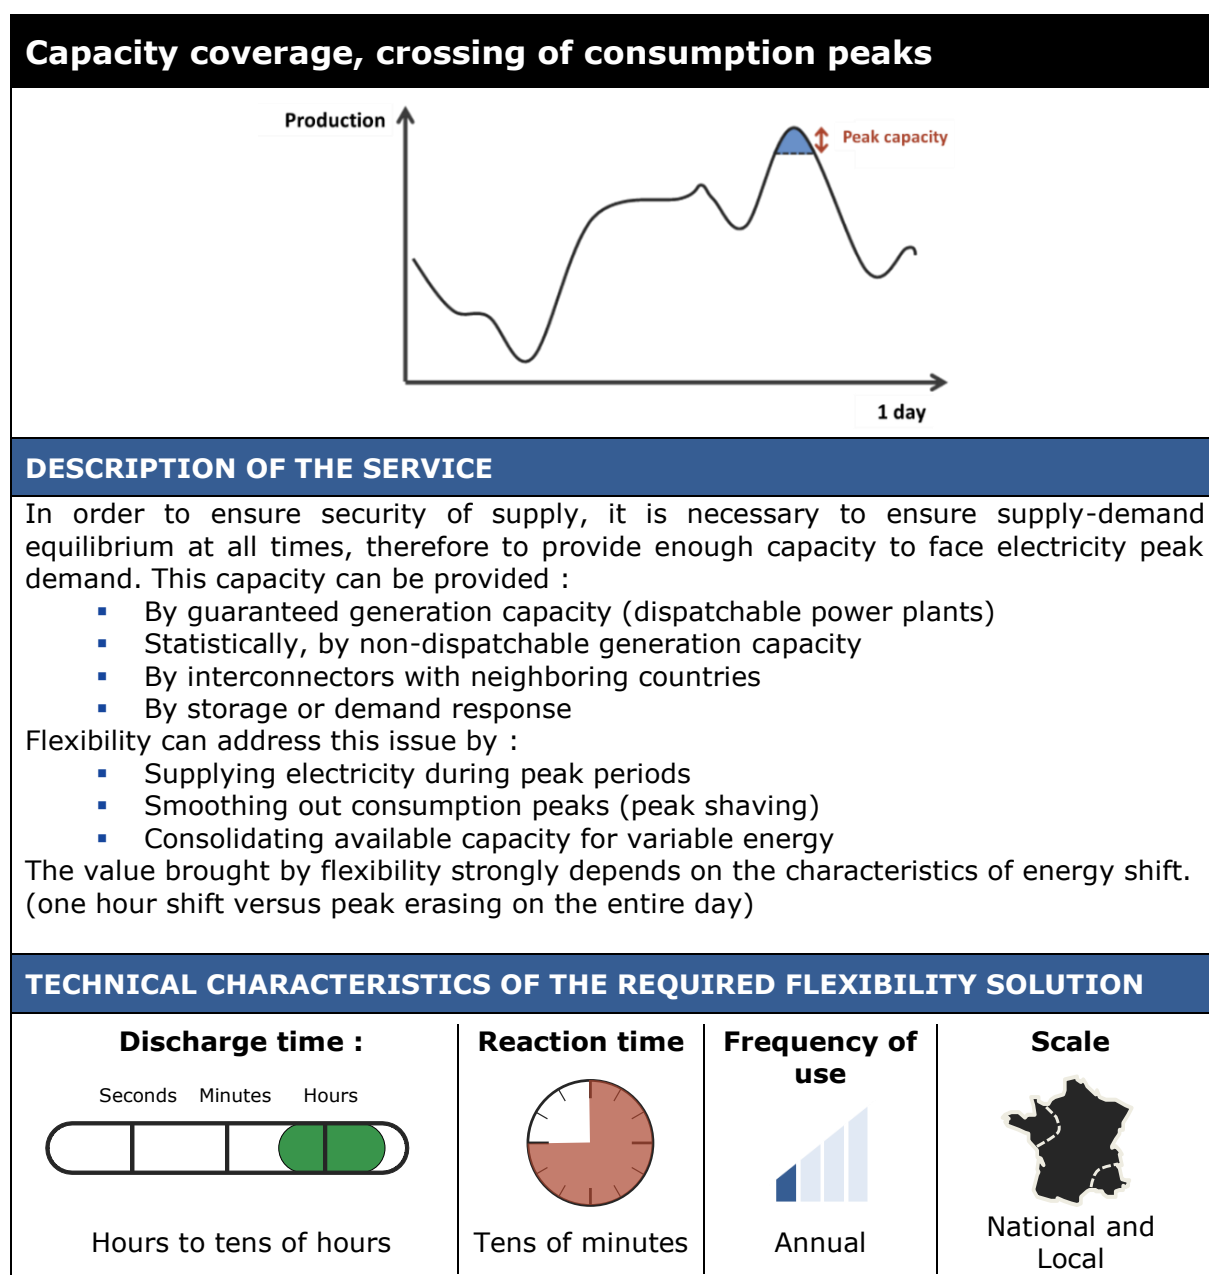 Capacity coverage, crossing of consumption peaks
Production
Peak capacity
1 day
DESCRIPTION OF THE SERVICE
In order to ensure security of supply, it is necessary to ensure supply-demand
equilibrium at all times, therefore to provide enough capacity to face electricity peak
demand. This capacity can be provided :
▪ By guaranteed generation capacity (dispatchable power plants)
▪ Statistically, by non-dispatchable generation capacity
▪ By interconnectors with neighboring countries
▪ By storage or demand response
Flexibility can address this issue by :
▪ Supplying electricity during peak periods
▪ Smoothing out consumption peaks (peak shaving)
▪ Consolidating available capacity for variable energy
The value brought by flexibility strongly depends on the characteristics of energy shift.
(one hour shift versus peak erasing on the entire day)
TECHNICAL CHARACTERISTICS OF THE REQUIRED FLEXIBILITY SOLUTION
Discharge time :
Seconds Minutes Hours
Hours to tens of hours
Reaction time
Tens of minutes
Frequency of
use
Annual
Scale
National and
Local